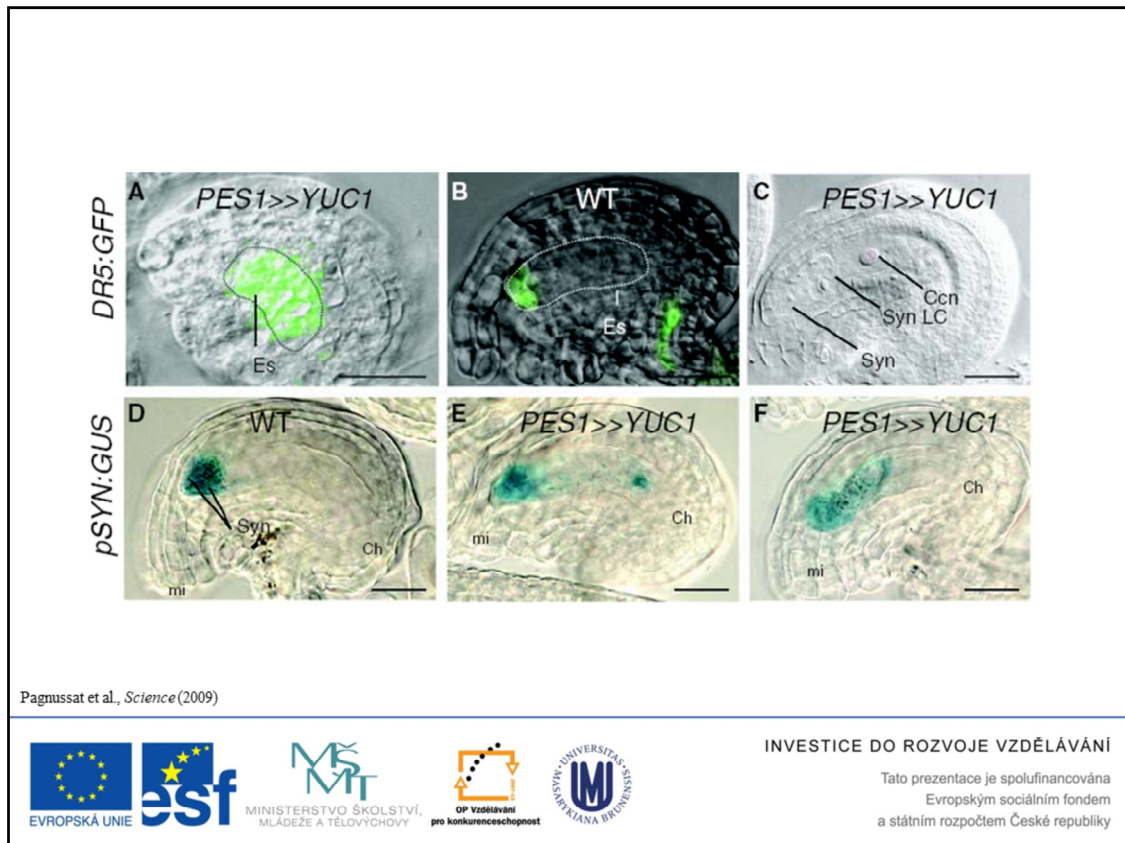 DR5:GFP
A
PES1>>YUC1
Es
B
WT
Es
C
PES1>>YUC1
Ccn
Syn LC
Syn
pSYN:GUS
D
WT
Syn
Ch
mi
E
PES1>>YUC1
Ch
mi
F
PES1>>YUC1
Ch
mi
Pagnussat et al., Science (2009)
EVROPSKÁ UNIE
esf
MŠMT
MINISTERSTVO ŠKOLSTVÍ,
MLÁDEŽE A TĚLOVÝCHOVY
OP Vzdělávání
pro konkurenceschopnost
UNIVERSITAS
MASARYKIANA BRUNENSIS
INVESTICE DO ROZVOJE VZDĚLÁVÁNÍ
Tato prezentace je spolufinancována
Evropským sociálním fondem
a státním rozpočtem České republiky